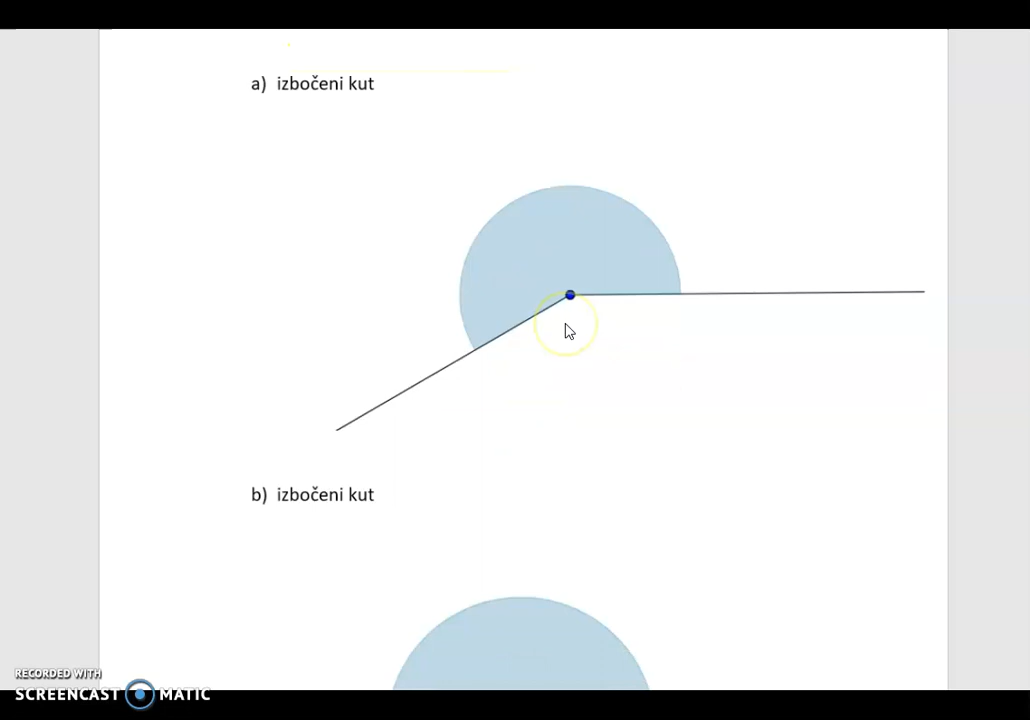 a) izbočeni kut
b) izbočeni kut
RECORDED WITH
SCREENCAST MATIC